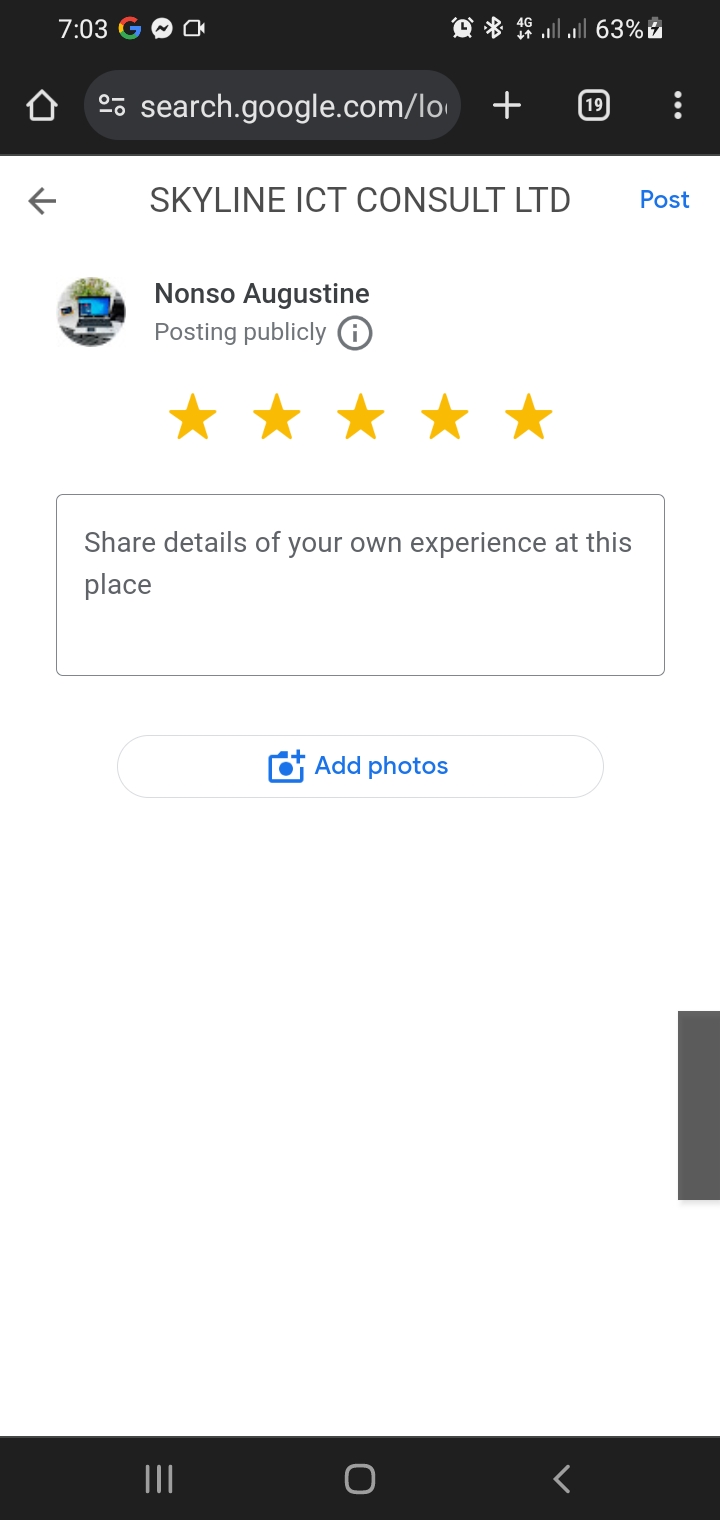 7:03
4G
63%
search.google.com/lo
19
SKYLINE ICT CONSULT LTD
Post
Nonso Augustine
Posting publicly
Share details of your own experience at this
place
Add photos